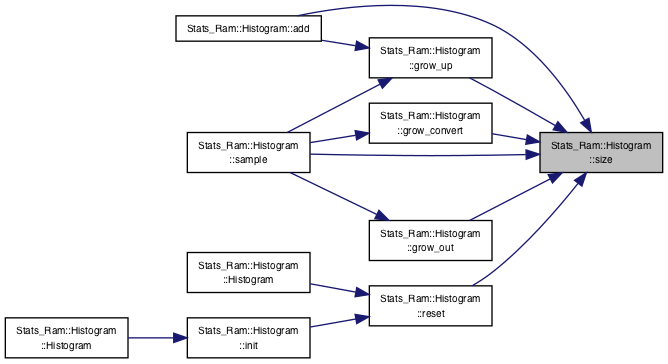 Stats_Ram::Histogram::add
Stats_Ram::Histogram
::grow_up
Stats_Ram::Histogram
::grow_convert
Stats_Ram::Histogram
::sample
Stats_Ram::Histogram
::size
Stats_Ram::Histogram
::grow_out
Stats_Ram::Histogram
::Histogram
Stats_Ram::Histogram
::reset
Stats_Ram::Histogram
::Histogram
Stats_Ram::Histogram
::init